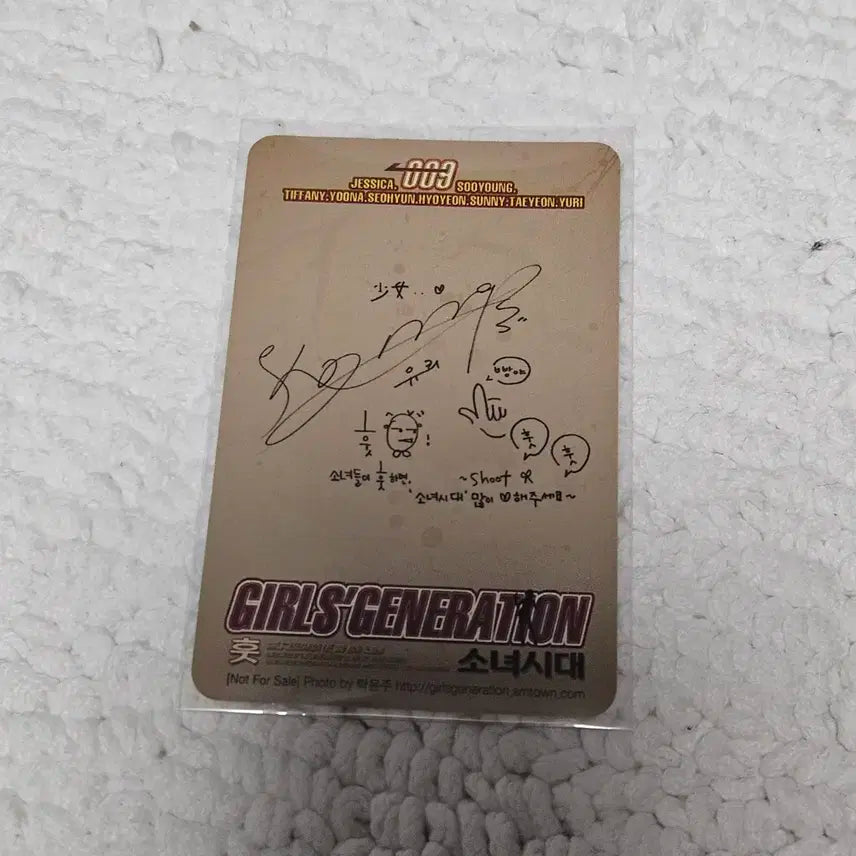 003
JESSICA. SOOYOUNG.
TIFFANY.YOONA.SEOHYUN.HYOYEON.SUNNY.TAEYEON.YURI
少女..♡
유리
빵야
훗 훗
훗 !
소녀들이 훗 하면,
~Shoot
'소녀시대' 많이 ♡해주세요~
GIRLS' GENERATION
훗
소녀시대
[Not For Sale] Photo by http://girlsgeneration.smtown.com